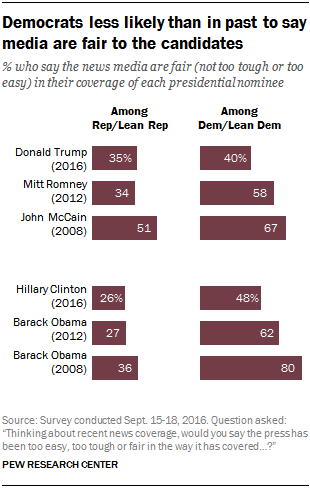 Democrats less likely than in past to say
media are fair to the candidates
% who say the news media are fair (not too tough or too
easy) in their coverage of each presidential nominee
Among Among
Rep/Lean Rep Dem/Lean Dem
Donald Trump
(2016) 35% 40%
Mitt Romney
(2012) 34 58
John McCain
(2008) 51 67
Hillary Clinton
(2016) 26% 48%
Barack Obama
(2012) 27 62
Barack Obama
(2008) 36 80
Source: Survey conducted Sept. 15-18, 2016. Question asked:
“Thinking about recent news coverage, would you say the press has
been too easy, too tough or fair in the way it has covered...?”
PEW RESEARCH CENTER